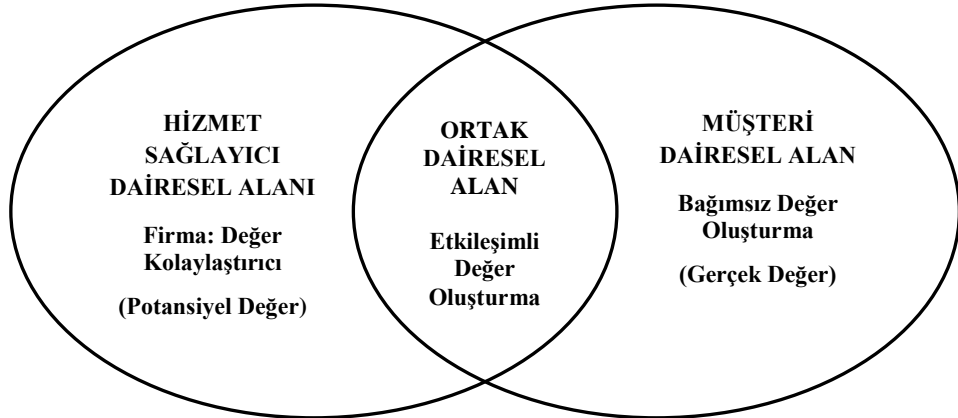 HİZMET
SAĞLAYICI
DAİRESEL ALANI
Firma: Değer
Kolaylaştırıcı
(Potansiyel Değer)
ORTAK
DAİRESEL
ALAN
Etkileşimli
Değer
Oluşturma
MÜŞTERİ
DAİRESEL ALAN
Bağımsız Değer
Oluşturma
(Gerçek Değer)